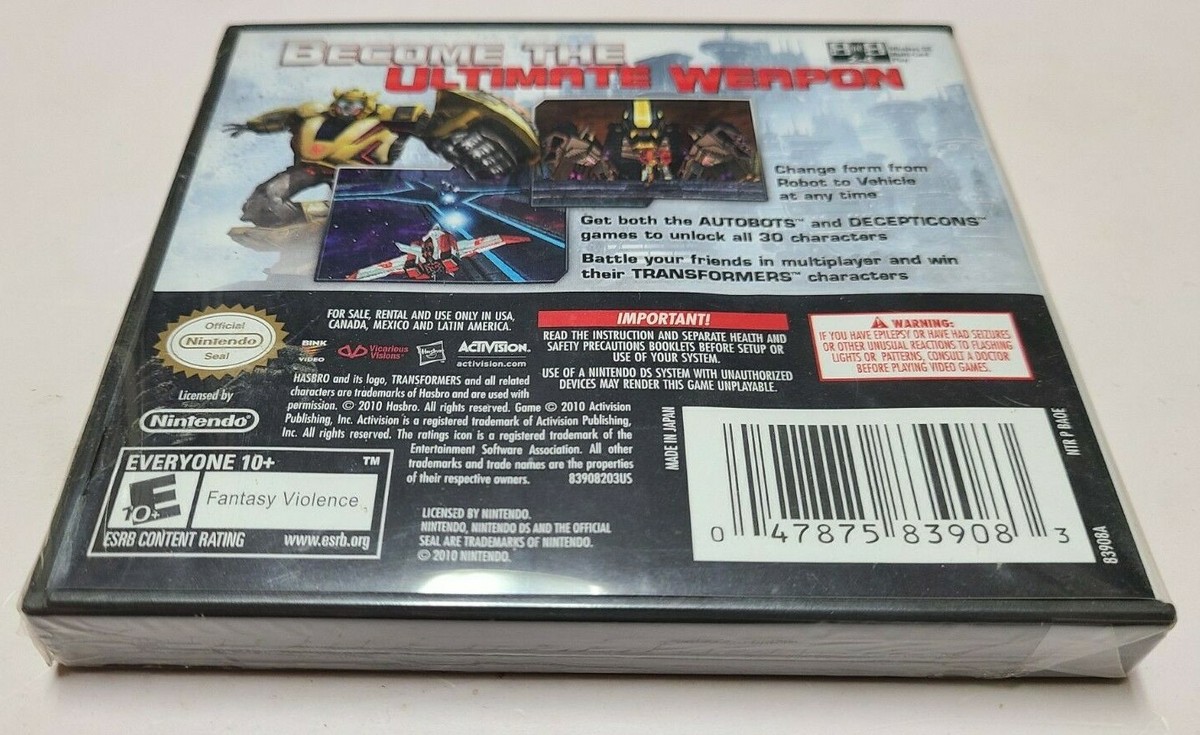 BECOME THE
ULTIMATE WEAPON
Change form from
Robot to Vehicle
at any time
Get both the AUTOBOTS™ and DECEPTICONS™
games to unlock all 30 characters
Battle your friends in multiplayer and win
their TRANSFORMERS™ characters
Official
Nintendo
Seal
Licensed by
Nintendo®
FOR SALE, RENTAL AND USE ONLY IN USA,
CANADA, MEXICO AND LATIN AMERICA.
BINK
VIDEO
Vicarious
Visions®
Hasbro
ACTIVISION.
activision.com
HASBRO and its logo, TRANSFORMERS and all related
characters are trademarks of Hasbro and are used with
permission. © 2010 Hasbro. All rights reserved. Game © 2010 Activision
Publishing, Inc. Activision is a registered trademark of Activision Publishing,
Inc. All rights reserved. The ratings icon is a registered trademark of the
Entertainment Software Association. All other
trademarks and trade names are the properties
of their respective owners. 83908203US
LICENSED BY NINTENDO.
NINTENDO, NINTENDO DS AND THE OFFICIAL
SEAL ARE TRADEMARKS OF NINTENDO.
© 2010 NINTENDO.
EVERYONE 10+ ™
E
10+
Fantasy Violence
ESRB CONTENT RATING www.esrb.org
IMPORTANT!
READ THE INSTRUCTION AND SEPARATE HEALTH AND
SAFETY PRECAUTIONS BOOKLETS BEFORE SETUP OR
USE OF YOUR SYSTEM.
USE OF A NINTENDO DS SYSTEM WITH UNAUTHORIZED
DEVICES MAY RENDER THIS GAME UNPLAYABLE.
WARNING:
IF YOU HAVE EPILEPSY OR HAVE HAD SEIZURES
OR OTHER UNUSUAL REACTIONS TO FLASHING
LIGHTS OR PATTERNS, CONSULT A DOCTOR
BEFORE PLAYING VIDEO GAMES.
MADE IN JAPAN
0 47875 83908 3
NTR P BAOE
83908A